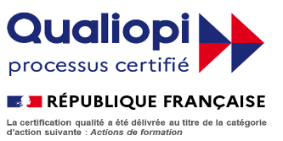 Qualiopi
processus certifié
RÉPUBLIQUE FRANÇAISE
La certification qualité a été délivrée au titre de la catégorie
d'action suivante : Actions de formation